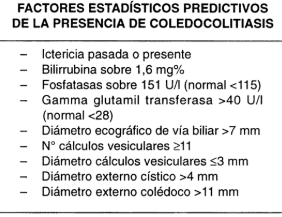 FACTORES ESTADÍSTICOS PREDICTIVOS
DE LA PRESENCIA DE COLEDOCOLITIASIS
– Ictericia pasada o presente
– Bilirrubina sobre 1,6 mg%
– Fosfatasas sobre 151 U/l (normal <115)
– Gamma glutamil transferasa >40 U/l
(normal <28)
– Diámetro ecográfico de vía biliar >7 mm
– N° cálculos vesiculares ≥11
– Diámetro cálculos vesiculares ≤3 mm
– Diámetro externo cístico >4 mm
– Diámetro externo colédoco >11 mm